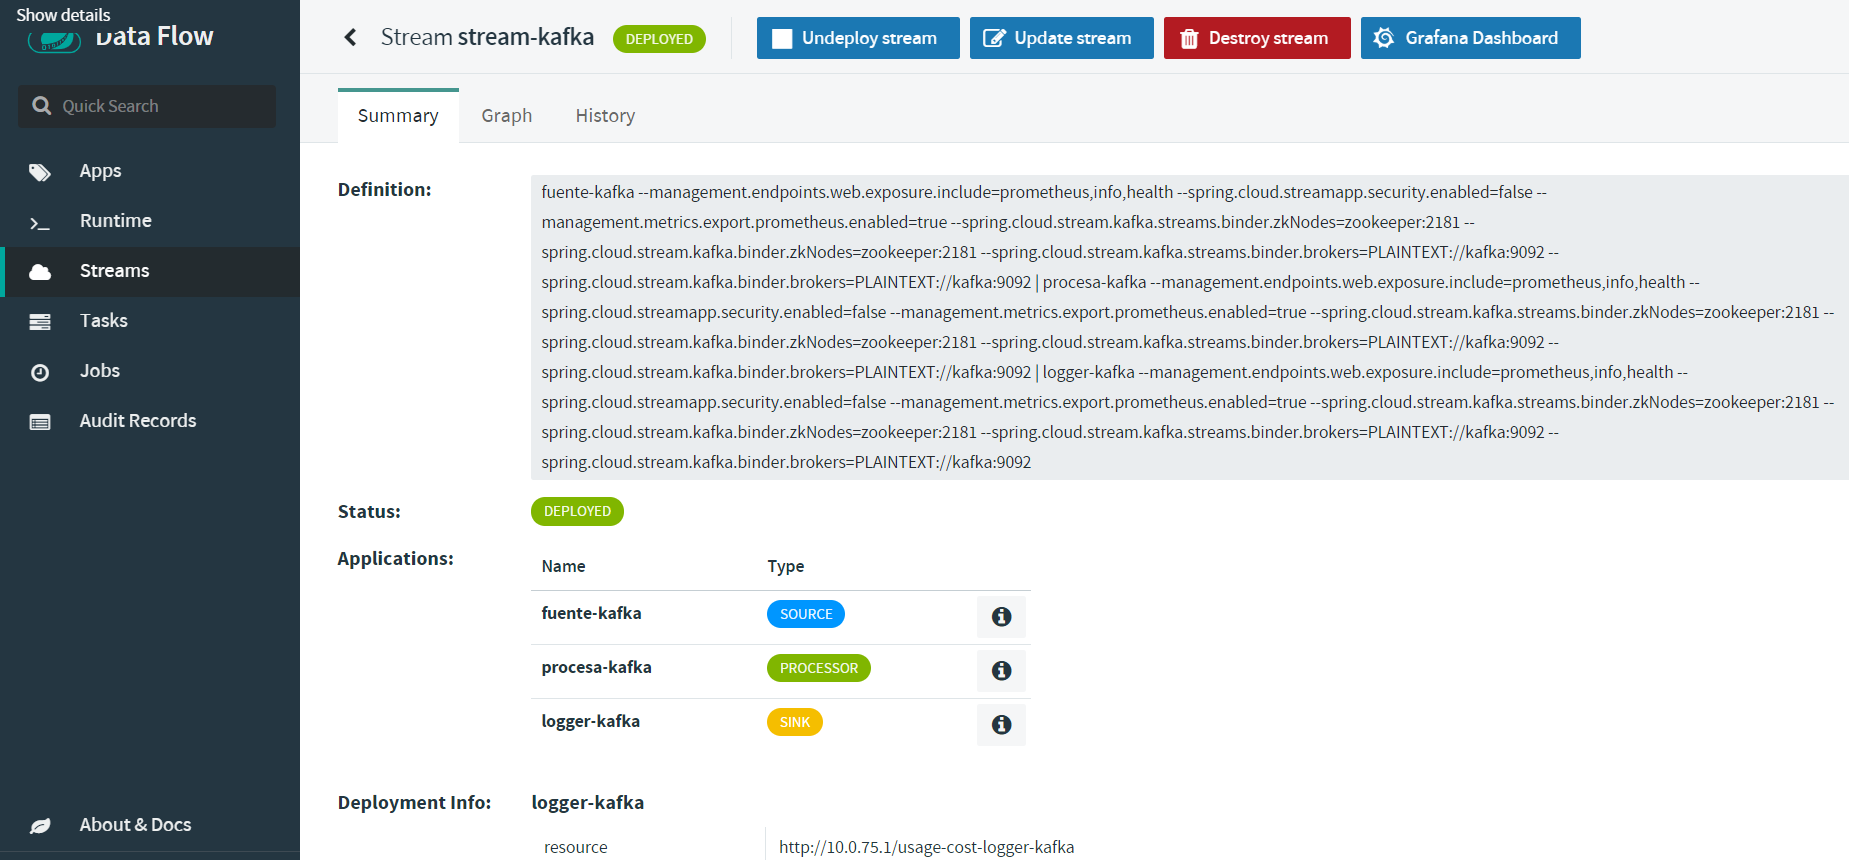 Show details
Data Flow
Quick Search
Apps
Runtime
Streams
Tasks
Jobs
Audit Records
About & Docs
Stream stream-kafka DEPLOYED Undeploy stream Update stream Destroy stream Grafana Dashboard
Summary Graph History
Definition:
fuente-kafka --management.endpoints.web.exposure.include=prometheus,info,health --spring.cloud.streamapp.security.enabled=false --
management.metrics.export.prometheus.enabled=true --spring.cloud.stream.kafka.streams.binder.zkNodes=zookeeper:2181 --
spring.cloud.stream.kafka.binder.zkNodes=zookeeper:2181 --spring.cloud.stream.kafka.streams.binder.brokers=PLAINTEXT://kafka:9092 --
spring.cloud.stream.kafka.binder.brokers=PLAINTEXT://kafka:9092 | procesa-kafka --management.endpoints.web.exposure.include=prometheus,info,health --
spring.cloud.streamapp.security.enabled=false --management.metrics.export.prometheus.enabled=true --spring.cloud.stream.kafka.streams.binder.zkNodes=zookeeper:2181 --
spring.cloud.stream.kafka.binder.zkNodes=zookeeper:2181 --spring.cloud.stream.kafka.streams.binder.brokers=PLAINTEXT://kafka:9092 --
spring.cloud.stream.kafka.binder.brokers=PLAINTEXT://kafka:9092 | logger-kafka --management.endpoints.web.exposure.include=prometheus,info,health --
spring.cloud.streamapp.security.enabled=false --management.metrics.export.prometheus.enabled=true --spring.cloud.stream.kafka.streams.binder.zkNodes=zookeeper:2181 --
spring.cloud.stream.kafka.binder.zkNodes=zookeeper:2181 --spring.cloud.stream.kafka.streams.binder.brokers=PLAINTEXT://kafka:9092 --
spring.cloud.stream.kafka.binder.brokers=PLAINTEXT://kafka:9092
Status: DEPLOYED
Applications:
Name Type
fuente-kafka SOURCE
procesa-kafka PROCESSOR
logger-kafka SINK
Deployment Info: logger-kafka
resource http://10.0.75.1/usage-cost-logger-kafka